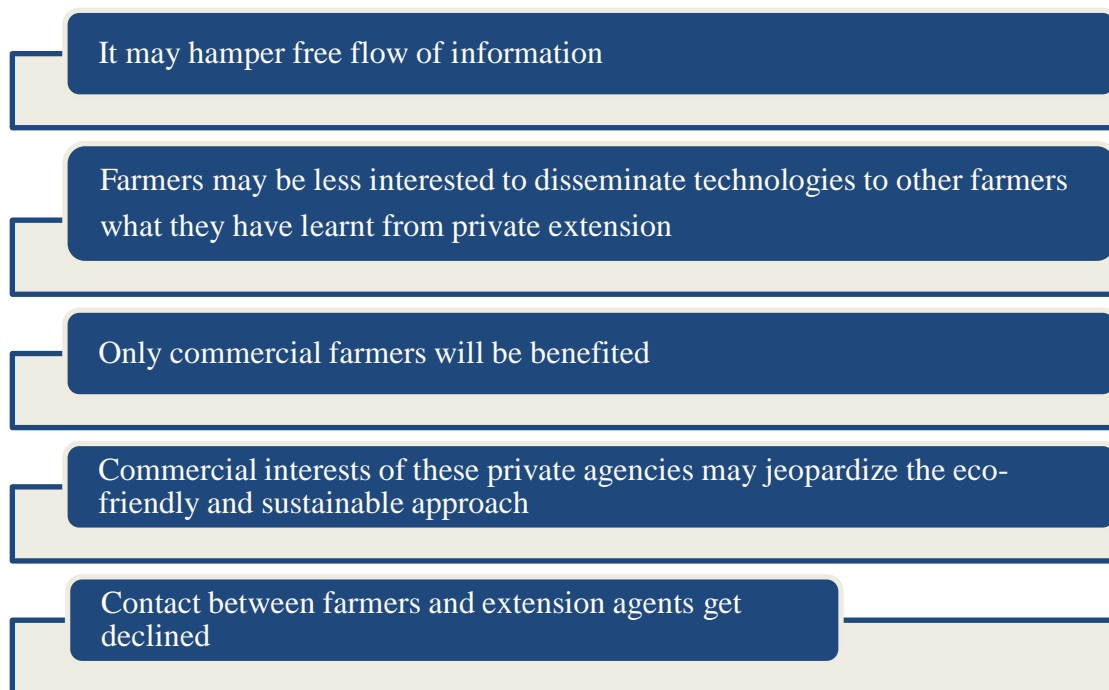 It may hamper free flow of information
Farmers may be less interested to disseminate technologies to other farmers
what they have learnt from private extension
Only commercial farmers will be benefited
Commercial interests of these private agencies may jeopardize the eco-
friendly and sustainable approach
Contact between farmers and extension agents get
declined